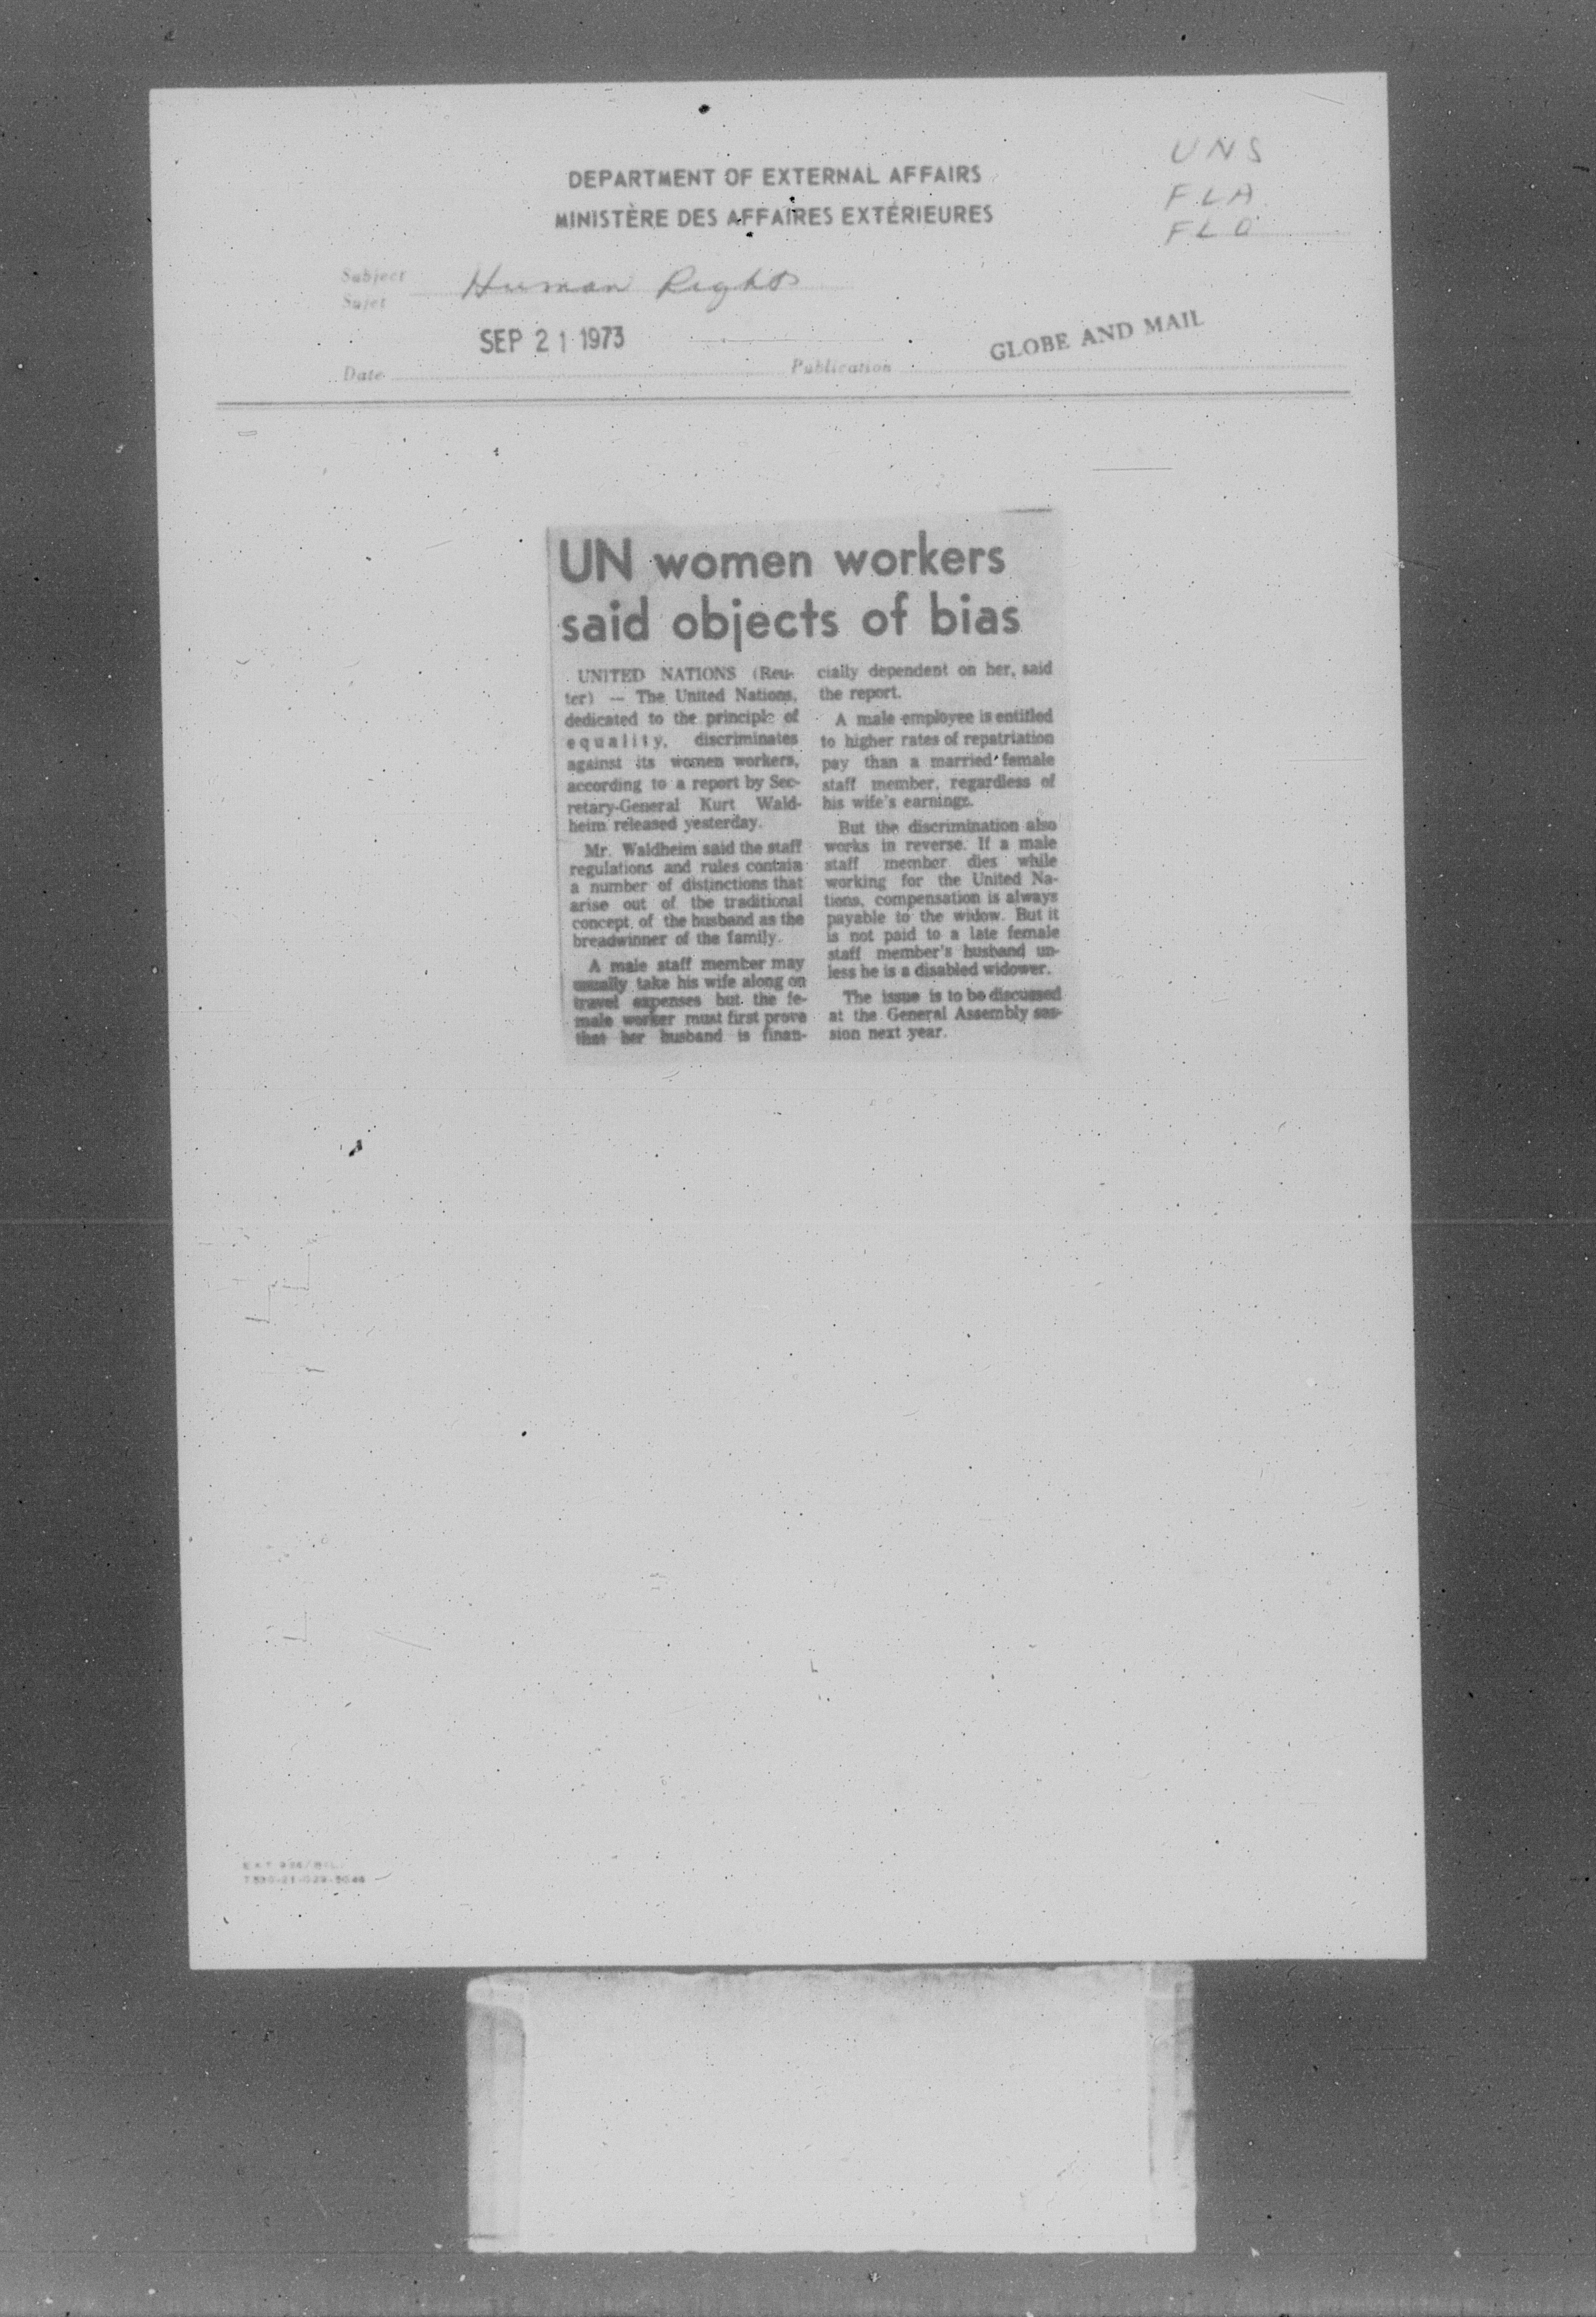 UNS
FLA
FLO
DEPARTMENT OF EXTERNAL AFFAIRS
MINISTÈRE DES AFFAIRES EXTÉRIEURES
Subject
Sujet
Human Rights
SEP 21 1973
GLOBE AND MAIL
Date
Publication
UN women workers
said objects of bias
UNITED NATIONS (Reu-
ter) — The United Nations,
dedicated to the principle of
equality, discriminates
against its women workers,
according to a report by Sec-
retary-General Kurt Wald-
heim released yesterday.
Mr. Waldheim said the staff
regulations and rules contain
a number of distinctions that
arise out of the traditional
concept of the husband as the
breadwinner of the family.
A male staff member may
usually take his wife along on
travel expenses but the fe-
male worker must first prove
that her husband is finan-
cially dependent on her, said
the report.
A male employee is entitled
to higher rates of repatriation
pay than a married female
staff member, regardless of
his wife's earnings.
But the discrimination also
works in reverse. If a male
staff member dies while
working for the United Na-
tions, compensation is always
payable to the widow. But it
is not paid to a late female
staff member's husband un-
less he is a disabled widower.
The issue is to be discussed
at the General Assembly ses-
sion next year.